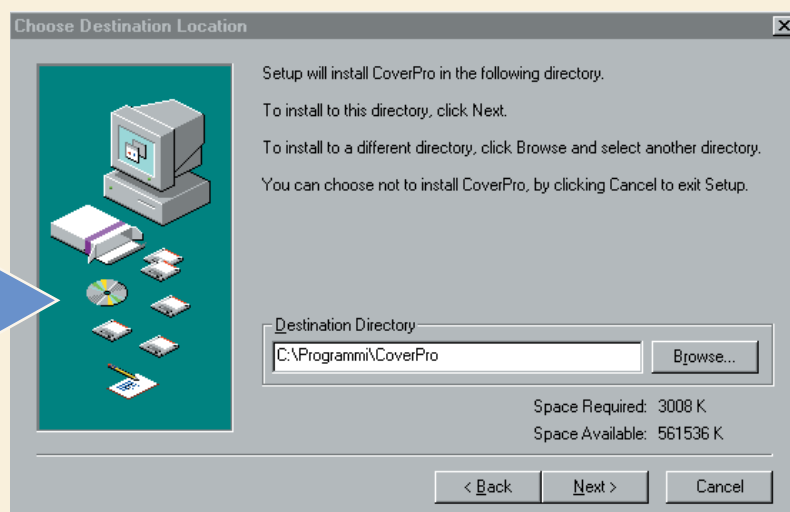 Choose Destination Location
Setup will install CoverPro in the following directory.
To install to this directory, click Next.
To install to a different directory, click Browse and select another directory.
You can choose not to install CoverPro, by clicking Cancel to exit Setup.
Destination Directory
C:\Programmi\CoverPro
Browse...
Space Required: 3008 K
Space Available: 561536 K
< Back
Next >
Cancel